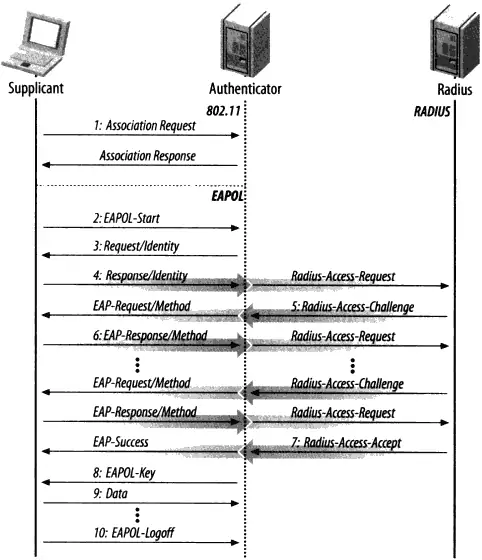 Supplicant
Authenticator
Radius
802.11
RADIUS
1: Association Request
Association Response
EAPOL
2: EAPOL-Start
3: Request/Identity
4: Response/Identity
Radius-Access-Request
EAP-Request/Method
5: Radius-Access-Challenge
6: EAP-Response/Method
Radius-Access-Request
EAP-Request/Method
Radius-Access-Challenge
EAP-Response/Method
Radius-Access-Request
EAP-Success
7: Radius-Access-Accept
8: EAPOL-Key
9: Data
10: EAPOL-Logoff